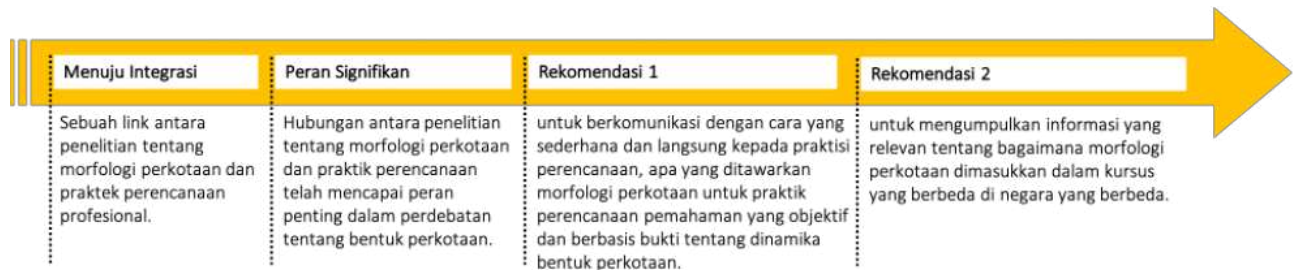 Menuju Integrasi
Sebuah link antara
penelitian tentang
morfologi perkotaan dan
praktek perencanaan
profesional.
Peran Signifikan
Hubungan antara penelitian
tentang morfologi perkotaan
dan praktik perencanaan
telah mencapai peran
penting dalam perdebatan
tentang bentuk perkotaan.
Rekomendasi 1
untuk berkomunikasi dengan cara yang
sederhana dan langsung kepada praktisi
perencanaan, apa yang ditawarkan
morfologi perkotaan untuk praktik
perencanaan pemahaman yang objektif
dan berbasis bukti tentang dinamika
bentuk perkotaan.
Rekomendasi 2
untuk mengumpulkan informasi yang
relevan tentang bagaimana morfologi
perkotaan dimasukkan dalam kursus
yang berbeda di negara yang berbeda.